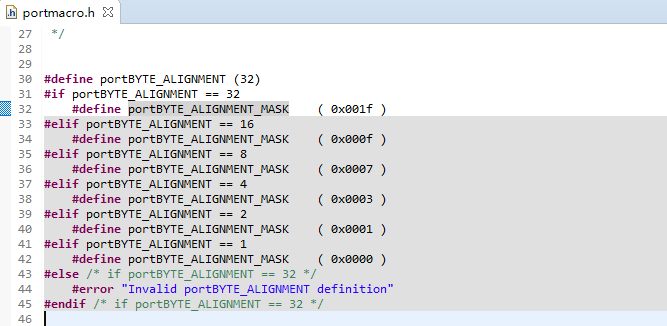 portmacro.h
27 */
28
29
30 #define portBYTE_ALIGNMENT (32)
31 #if portBYTE_ALIGNMENT == 32
32     #define portBYTE_ALIGNMENT_MASK    ( 0x001f )
33 #elif portBYTE_ALIGNMENT == 16
34     #define portBYTE_ALIGNMENT_MASK    ( 0x000f )
35 #elif portBYTE_ALIGNMENT == 8
36     #define portBYTE_ALIGNMENT_MASK    ( 0x0007 )
37 #elif portBYTE_ALIGNMENT == 4
38     #define portBYTE_ALIGNMENT_MASK    ( 0x0003 )
39 #elif portBYTE_ALIGNMENT == 2
40     #define portBYTE_ALIGNMENT_MASK    ( 0x0001 )
41 #elif portBYTE_ALIGNMENT == 1
42     #define portBYTE_ALIGNMENT_MASK    ( 0x0000 )
43 #else /* if portBYTE_ALIGNMENT == 32 */
44     #error "Invalid portBYTE_ALIGNMENT definition"
45 #endif /* if portBYTE_ALIGNMENT == 32 */
46